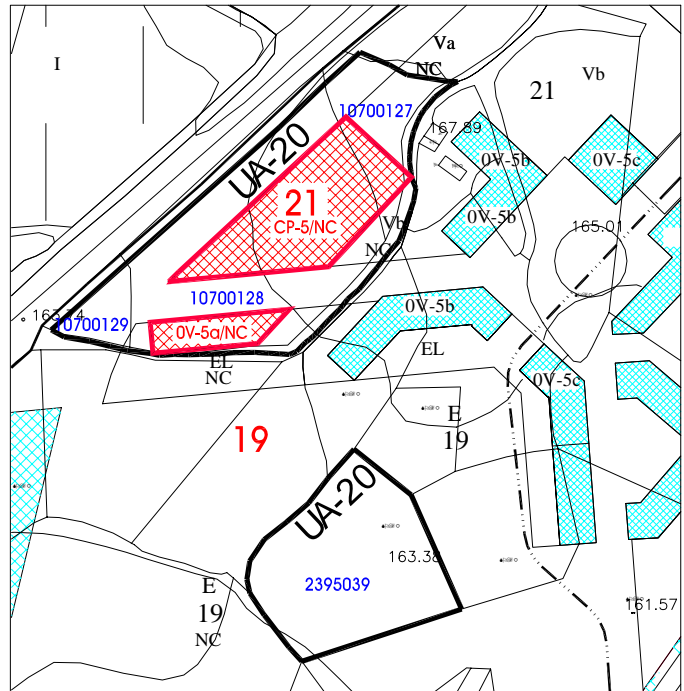 Va
I
NC
Vb
21
10700127
167.89
0V-5b
0V-5c
UA-20
21
CP-5/NC
0V-5b
Vb
165.01
NC
10700128
0V-5b
10700129
0V-5a/NC
EL
EL
NC
0V-5c
E
19
19
UA-20
163.38
2395039
E
19
NC
161.57